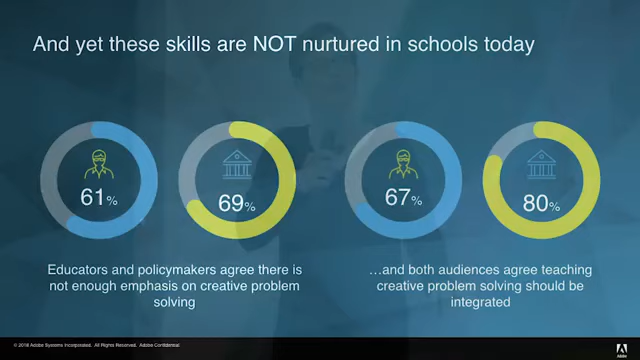 And yet these skills are NOT nurtured in schools today
61%
69%
67%
80%
Educators and policymakers agree there is
not enough emphasis on creative problem
solving
…and both audiences agree teaching
creative problem solving should be
integrated
© 2018 Adobe Systems Incorporated. All Rights Reserved. Adobe Confidential.
Adobe